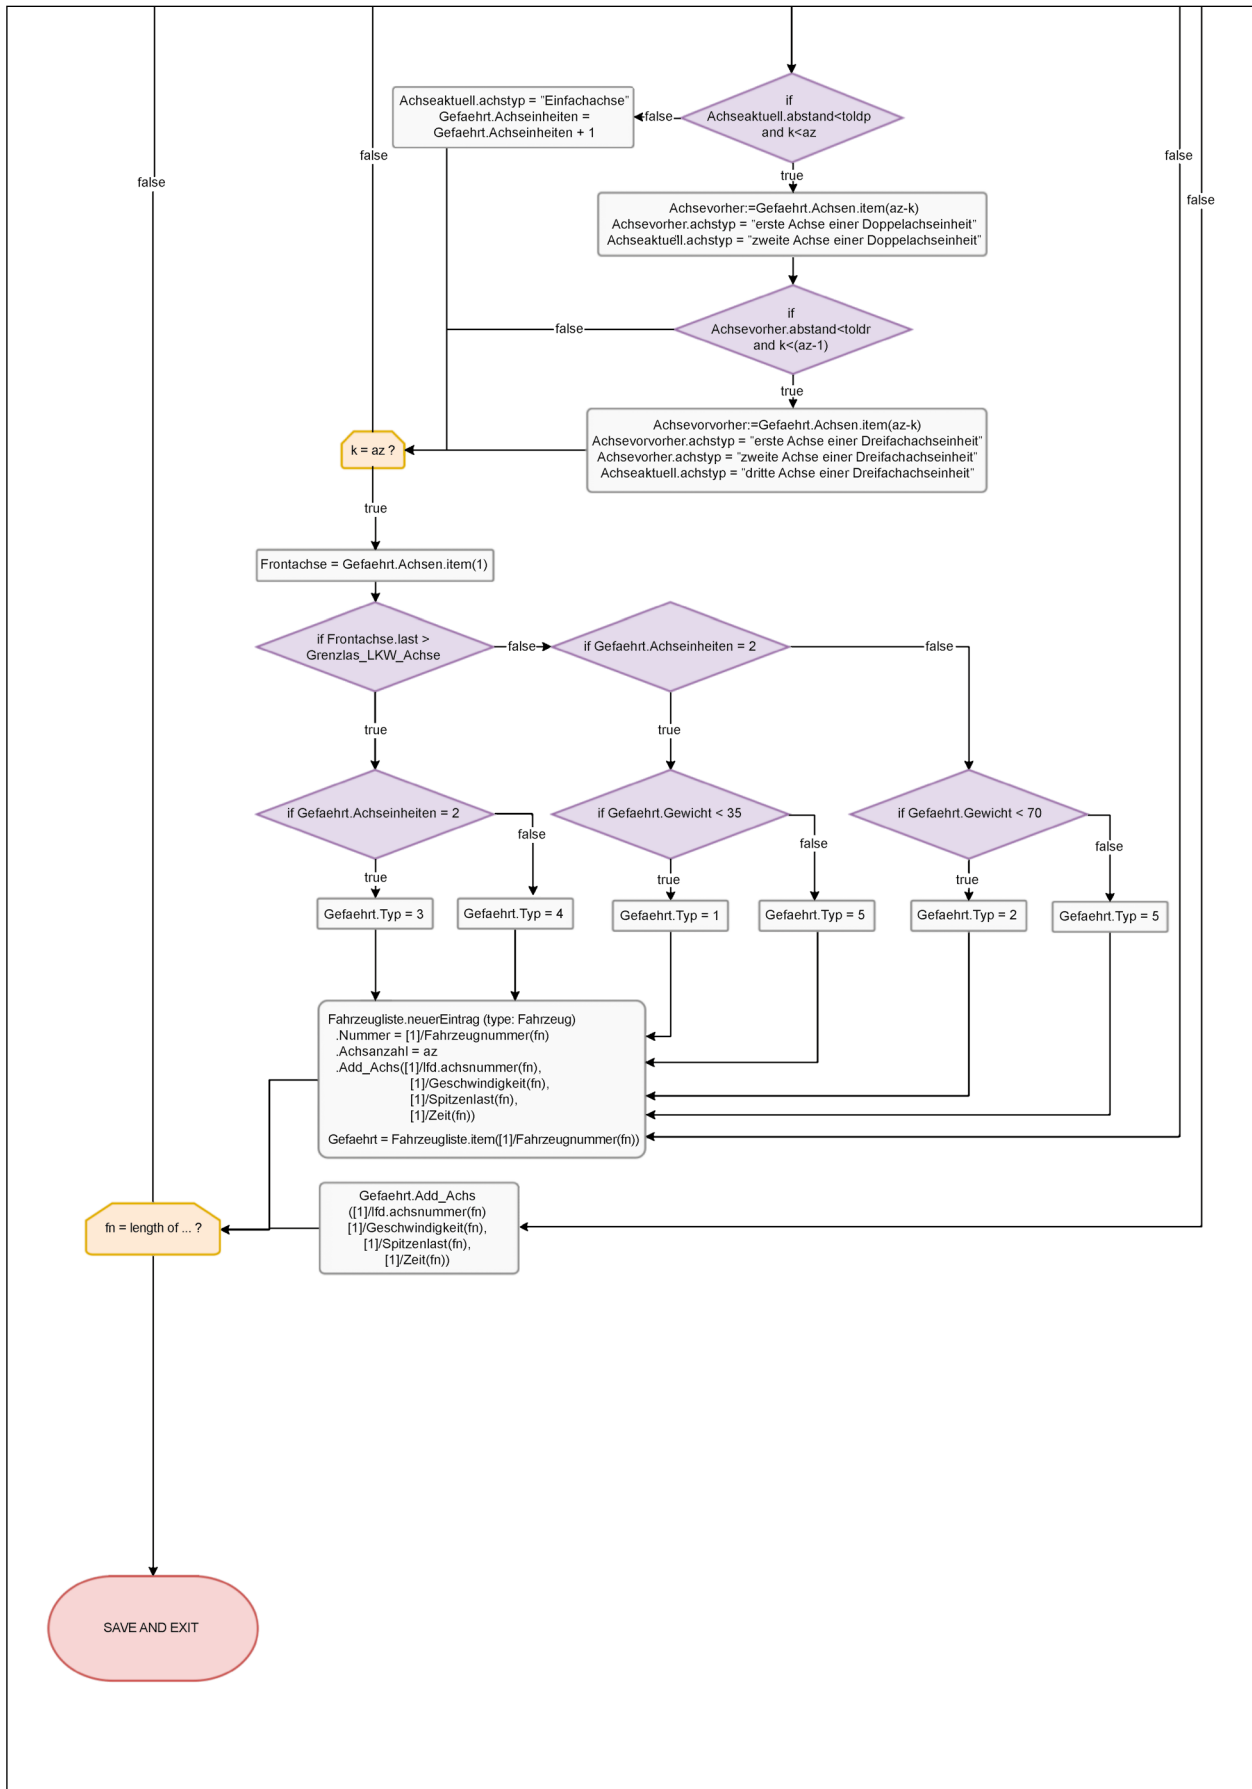 if
Achseaktuell.abstand<toldp
and k<az
false
Achseaktuell.achstyp = "Einfachachse"
Gefaehrt.Achseinheiten =
Gefaehrt.Achseinheiten + 1
false
false
false
false
true
Achsevorher:=Gefaehrt.Achsen.item(az-k)
Achsevorher.achstyp = "erste Achse einer Doppelachseinheit"
Achseaktuell.achstyp = "zweite Achse einer Doppelachseinheit"
if
Achsevorher.abstand<toldr
and k<(az-1)
false
true
Achsevorvorher:=Gefaehrt.Achsen.item(az-k)
Achsevorvorher.achstyp = "erste Achse einer Dreifachachseinheit"
Achsevorher.achstyp = "zweite Achse einer Dreifachachseinheit"
Achseaktuell.achstyp = "dritte Achse einer Dreifachachseinheit"
k = az ?
true
Frontachse = Gefaehrt.Achsen.item(1)
if Frontachse.last >
Grenzlas_LKW_Achse
false
if Gefaehrt.Achseinheiten = 2
false
true
true
if Gefaehrt.Achseinheiten = 2
if Gefaehrt.Gewicht < 35
if Gefaehrt.Gewicht < 70
false
false
false
true
true
true
Gefaehrt.Typ = 3
Gefaehrt.Typ = 4
Gefaehrt.Typ = 1
Gefaehrt.Typ = 5
Gefaehrt.Typ = 2
Gefaehrt.Typ = 5
Fahrzeugliste.neuerEintrag (type: Fahrzeug)
.Nummer = [1]/Fahrzeugnummer(fn)
.Achsanzahl = az
.Add_Achs([1]/lfd.achsnummer(fn),
[1]/Geschwindigkeit(fn),
[1]/Spitzenlast(fn),
[1]/Zeit(fn))
Gefaehrt = Fahrzeugliste.item([1]/Fahrzeugnummer(fn))
Gefaehrt.Add_Achs
([1]/lfd.achsnummer(fn)
[1]/Geschwindigkeit(fn),
[1]/Spitzenlast(fn),
[1]/Zeit(fn))
fn = length of ... ?
SAVE AND EXIT